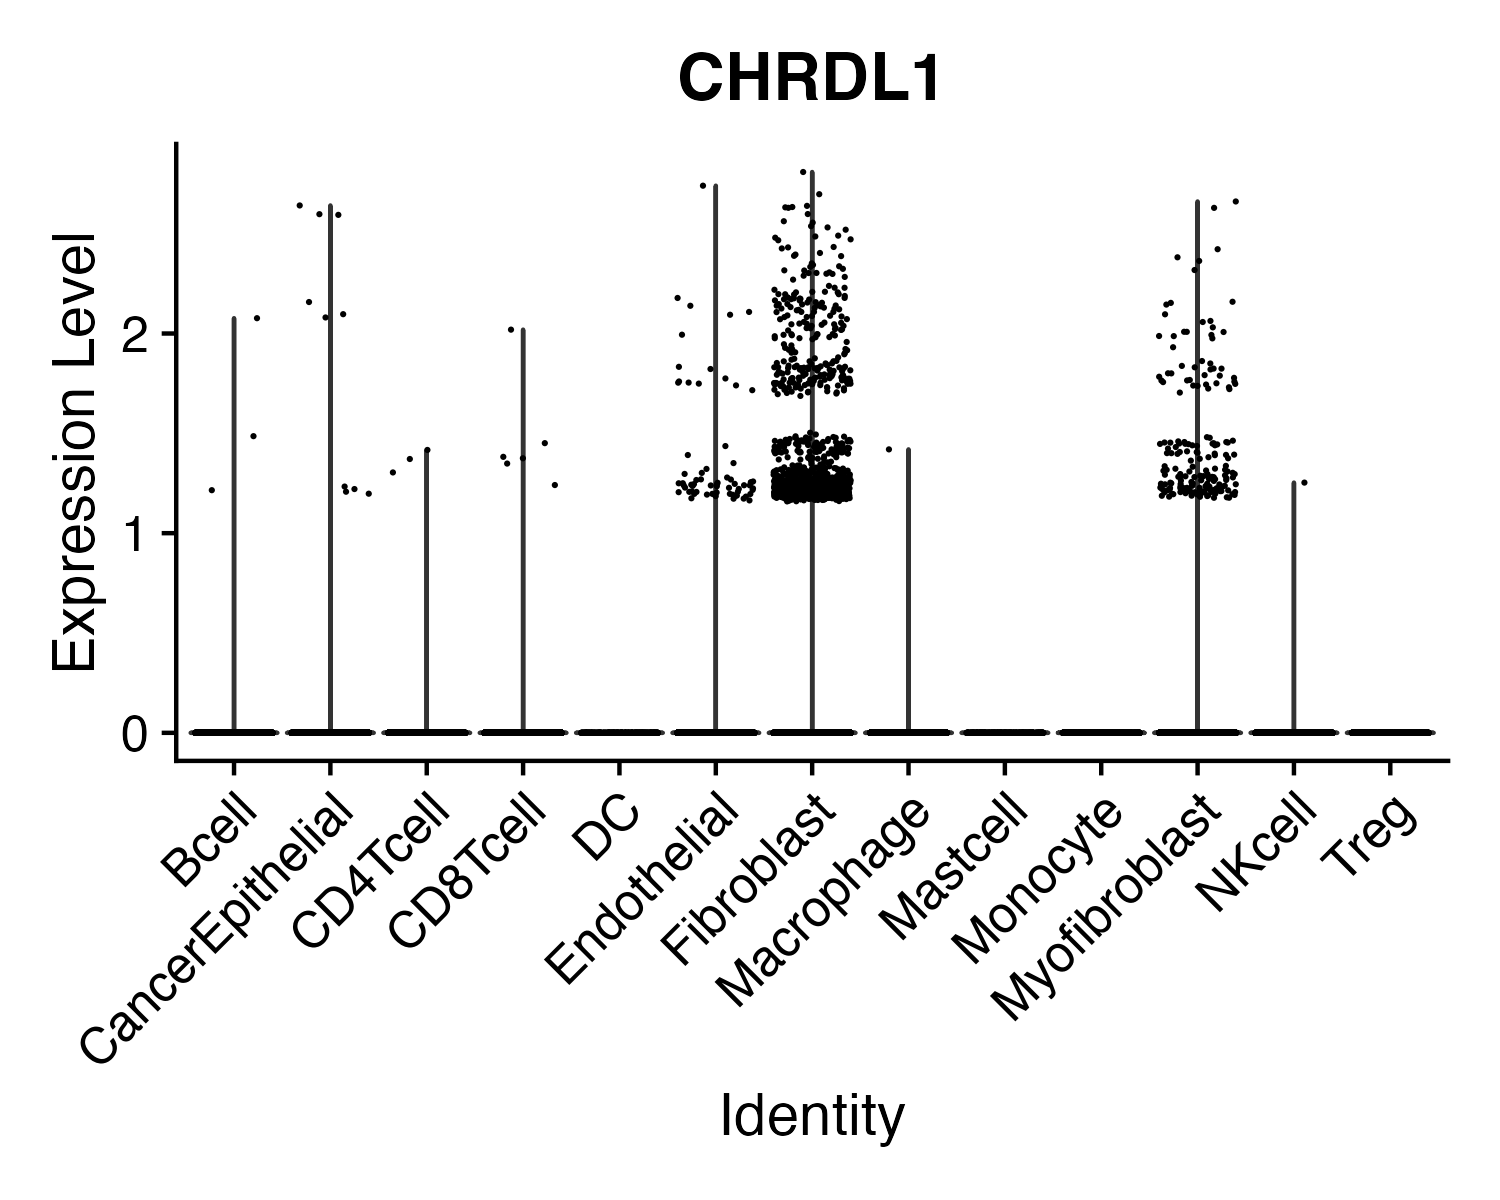 CHRDL1
Expression Level
2
1
0
Bcell
CancerEpithelial
CD4Tcell
CD8Tcell
DC
Endothelial
Fibroblast
Macrophage
Mastcell
Monocyte
Myofibroblast
NKcell
Treg
Identity